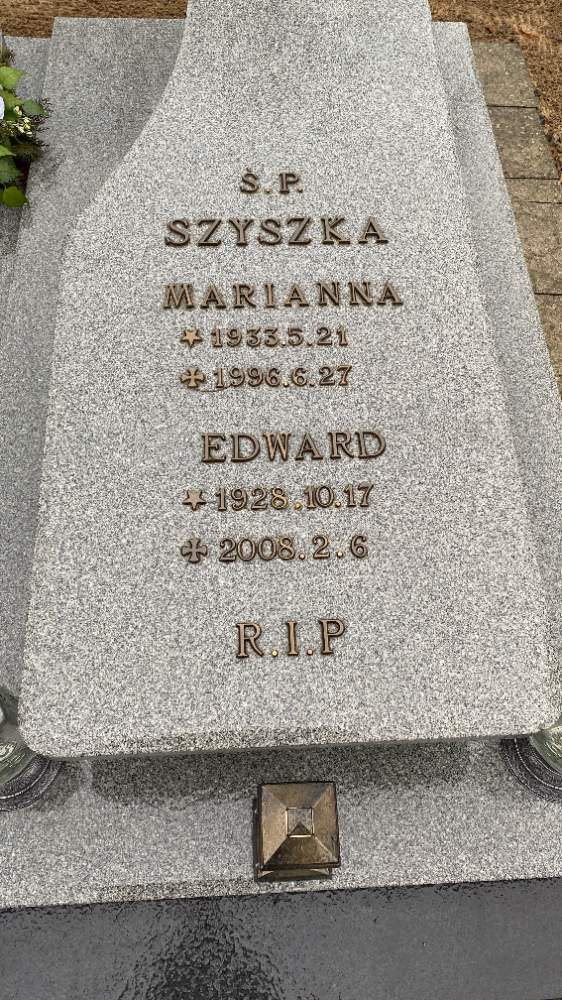 Ś.P.
SZYSZKA
MARIANNA
★ 1933.5.21
✠ 1996.6.27
EDWARD
★ 1928.10.17
✠ 2008.2.6
R.I.P